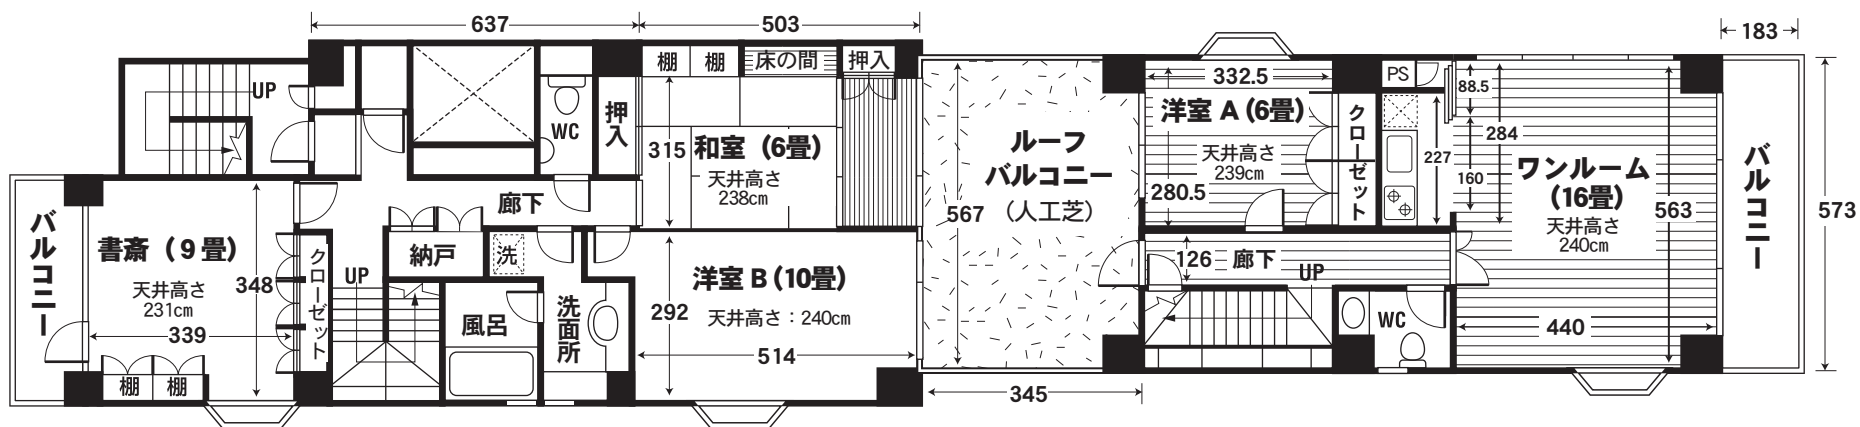 637
503
183
棚
棚
床の間
押入
UP
WC
押入
315
和室（6畳）
天井高さ
238cm
廊下
バルコニー
書斎（9畳）
天井高さ
231cm
348
339
棚
棚
クローゼット
UP
納戸
洗
風呂
洗面所
292
洋室 B（10畳）
天井高さ：240cm
514
567
ルーフ
バルコニー
（人工芝）
345
332.5
洋室 A（6畳）
天井高さ
239cm
280.5
クローゼット
126
廊下
UP
WC
PS
88.5
284
227
160
ワンルーム
（16畳）
天井高さ
240cm
563
440
バルコニー
573